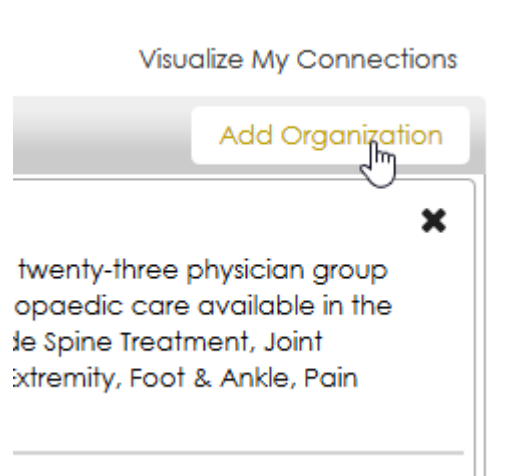 Visualize My Connections
Add Organization
twenty-three physician group
opaedic care available in the
de Spine Treatment, Joint
Extremity, Foot & Ankle, Pain